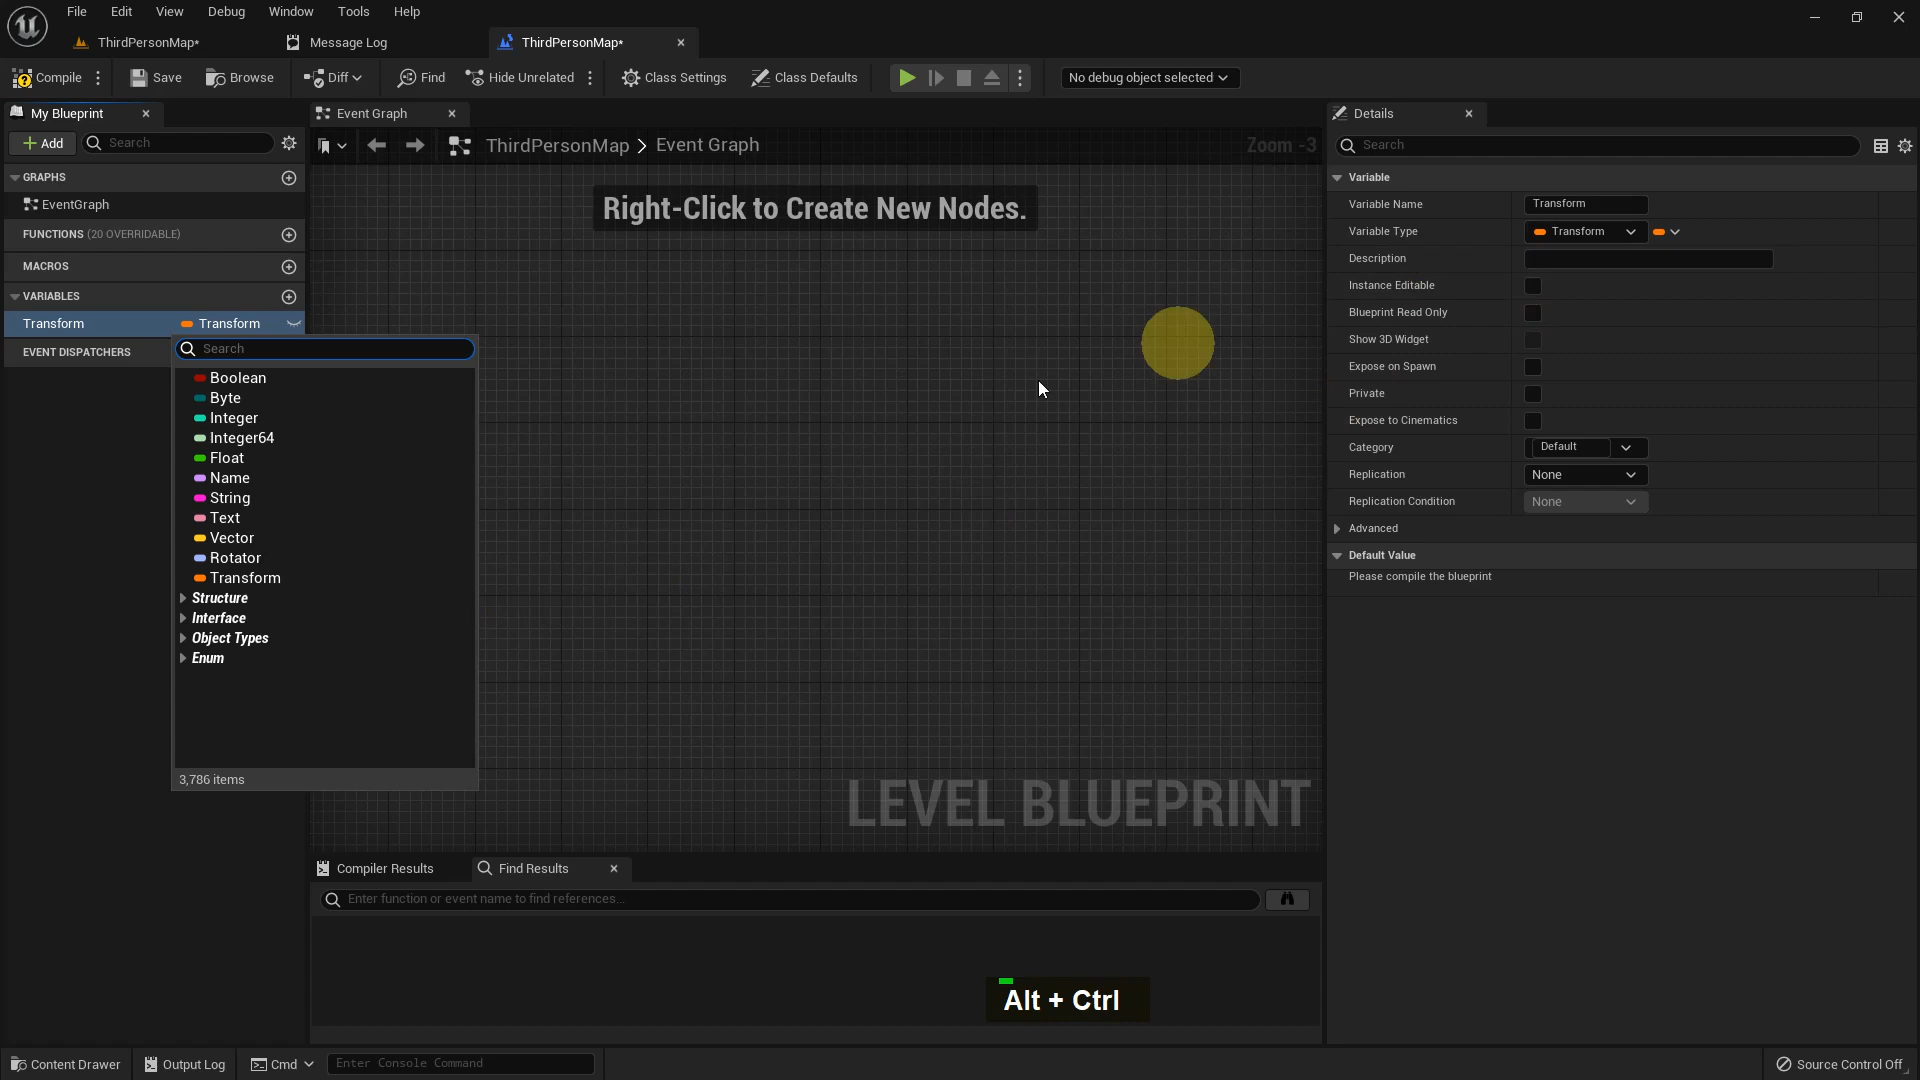 File Edit View Debug Window Tools Help
ThirdPersonMap* Message Log ThirdPersonMap*
Compile Save Browse Diff Find Hide Unrelated Class Settings Class Defaults No debug object selected
My Blueprint Event Graph Details
Add Search ThirdPersonMap > Event Graph Zoom -3 Search
GRAPHS
EventGraph
FUNCTIONS (20 OVERRIDABLE)
MACROS
VARIABLES
Transform Transform
EVENT DISPATCHERS
Search
Boolean
Byte
Integer
Integer64
Float
Name
String
Text
Vector
Rotator
Transform
Structure
Interface
Object Types
Enum
3,786 items
Right-Click to Create New Nodes.
LEVEL BLUEPRINT
Variable
Variable Name Transform
Variable Type Transform
Description
Instance Editable
Blueprint Read Only
Show 3D Widget
Expose on Spawn
Private
Expose to Cinematics
Category Default
Replication None
Replication Condition None
Advanced
Default Value
Please compile the blueprint
Compiler Results Find Results
Enter function or event name to find references...
Alt + Ctrl
Content Drawer Output Log Cmd Enter Console Command Source Control Off